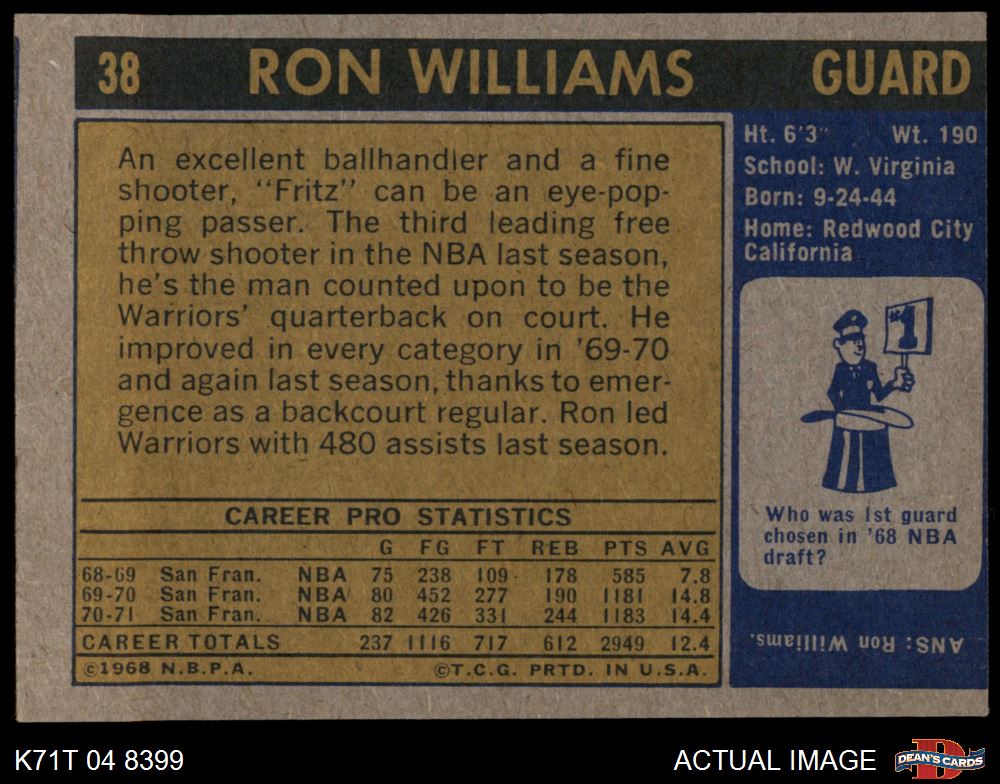 38 RON WILLIAMS GUARD
An excellent ballhandler and a fine
shooter, "Fritz" can be an eye-pop-
ping passer. The third leading free
throw shooter in the NBA last season,
he's the man counted upon to be the
Warriors' quarterback on court. He
improved in every category in '69-70
and again last season, thanks to emer-
gence as a backcourt regular. Ron led
Warriors with 480 assists last season.
CAREER PRO STATISTICS
G FG FT REB PTS AVG
68-69 San Fran. NBA 75 238 109 178 585 7.8
69-70 San Fran. NBA 80 452 277 190 1181 14.8
70-71 San Fran. NBA 82 426 331 244 1183 14.4
CAREER TOTALS 237 1116 717 612 2949 12.4
©1968 N.B.P.A. ©T.C.G. PRTD. IN U.S.A.
Ht. 6'3" Wt. 190
School: W. Virginia
Born: 9-24-44
Home: Redwood City
California
"1
Who was 1st guard
chosen in '68 NBA
draft?
ANS: Ron Williams.
K71T 04 8399 ACTUAL IMAGE
D
DEAN'S CARDS